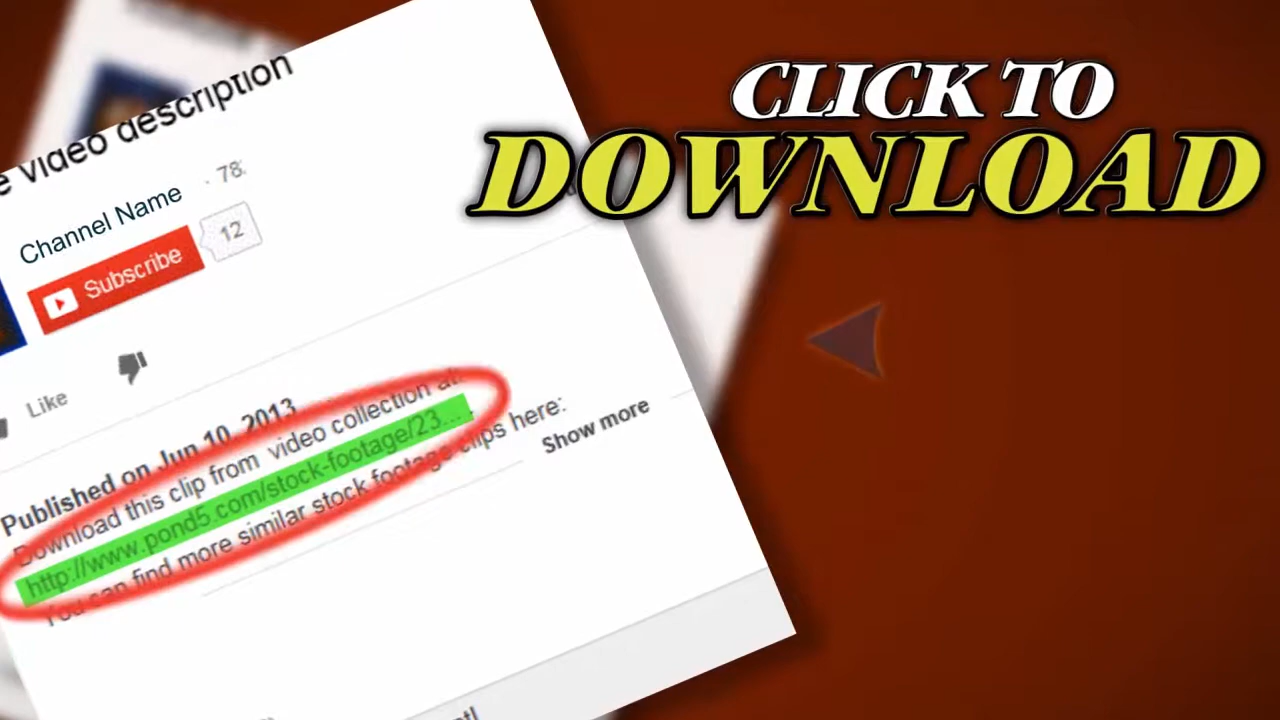 CLICK TO
DOWNLOAD
video description
Channel Name
Subscribe
12
Like
Published on Jun 10, 2013
Download this clip from video collection at:
http://www.pond5.com/stock-footage/23...
You can find more similar stock footage clips here:
Show more